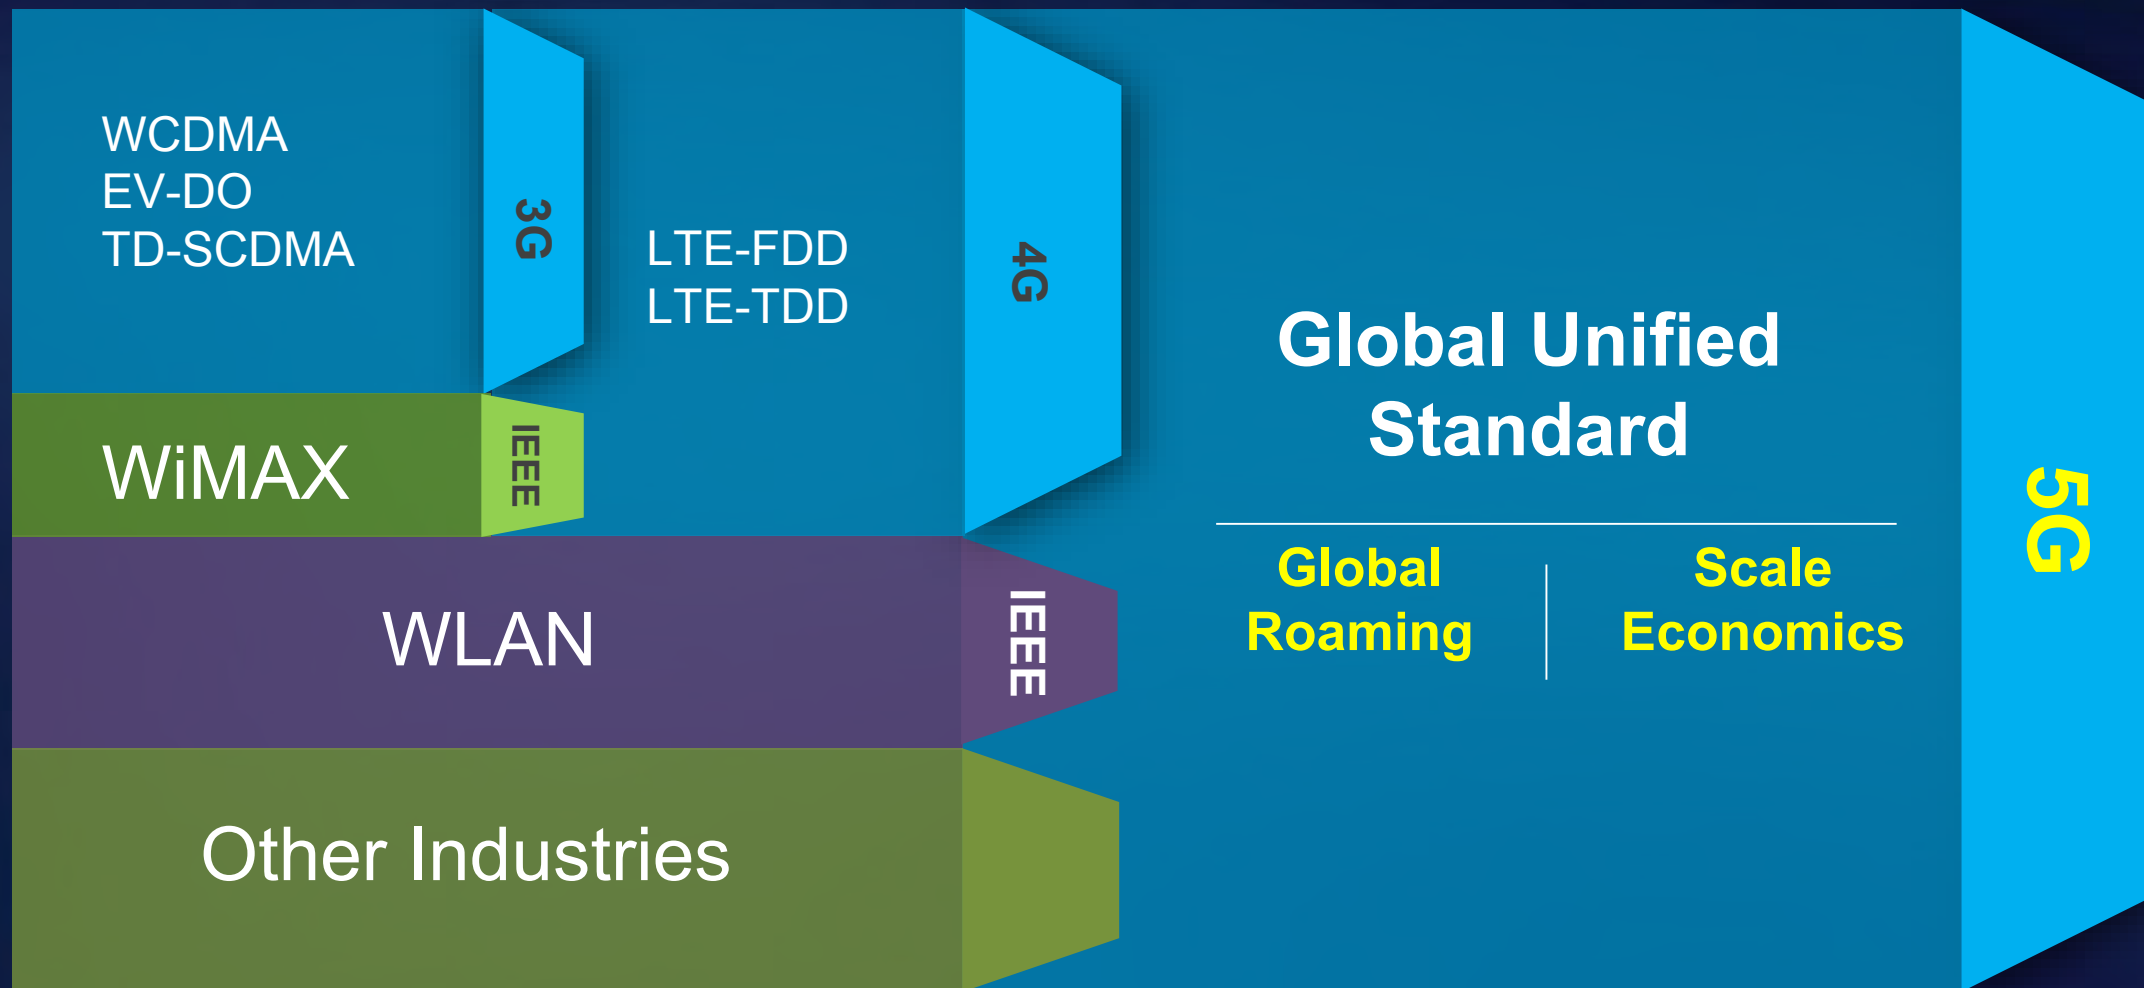 WCDMA
EV-DO
TD-SCDMA
3G
LTE-FDD
LTE-TDD
4G
WiMAX
IEEE
WLAN
IEEE
Other Industries
Global Unified
Standard
Global
Roaming
Scale
Economics
5G